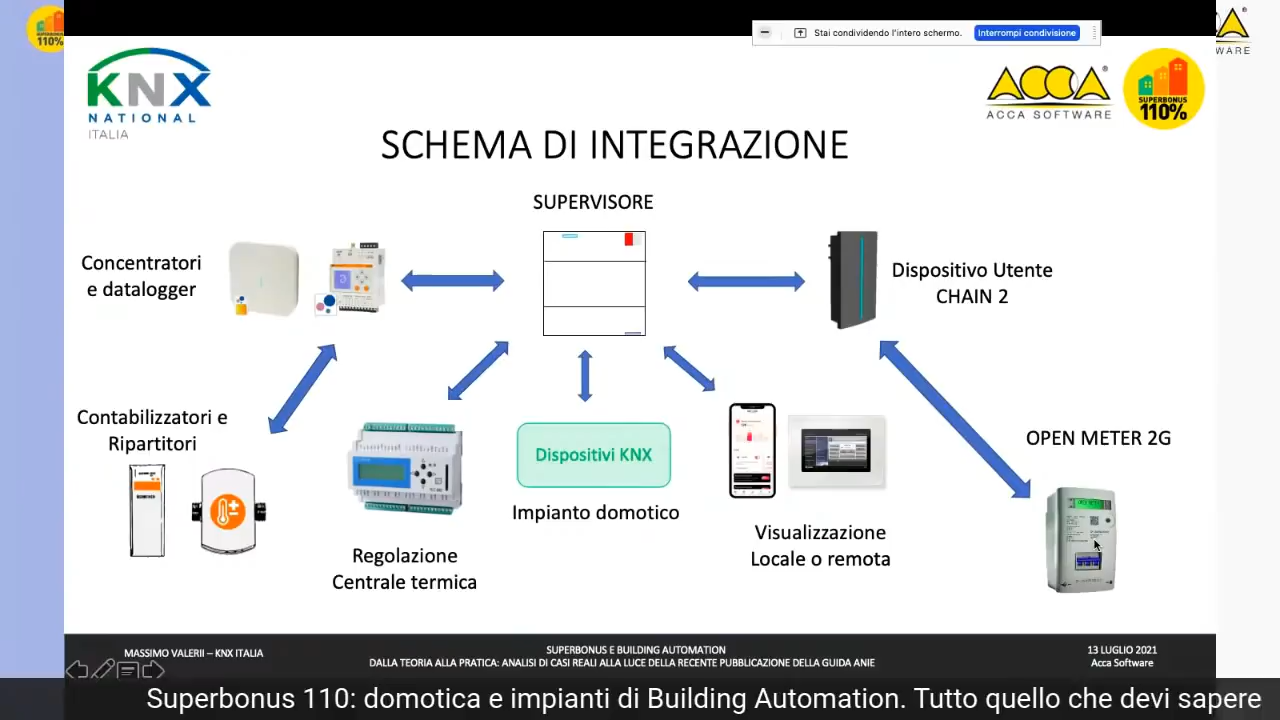 110%
Stai condividendo l'intero schermo.
Interrompi condivisione
KNX
NATIONAL
ITALIA
ACCA
®
ACCA SOFTWARE
SUPERBONUS
110%
®
WARE
SCHEMA DI INTEGRAZIONE
SUPERVISORE
Concentratori
e datalogger
Dispositivo Utente
CHAIN 2
Contabilizzatori e
Ripartitori
Dispositivi KNX
OPEN METER 2G
Impianto domotico
Regolazione
Centrale termica
Visualizzazione
Locale o remota
MASSIMO VALERII – KNX ITALIA
SUPERBONUS E BUILDING AUTOMATION
DALLA TEORIA ALLA PRATICA: ANALISI DI CASI REALI ALLA LUCE DELLA RECENTE PUBBLICAZIONE DELLA GUIDA ANIE
13 LUGLIO 2021
Acca Software
Superbonus 110: domotica e impianti di Building Automation. Tutto quello che devi sapere